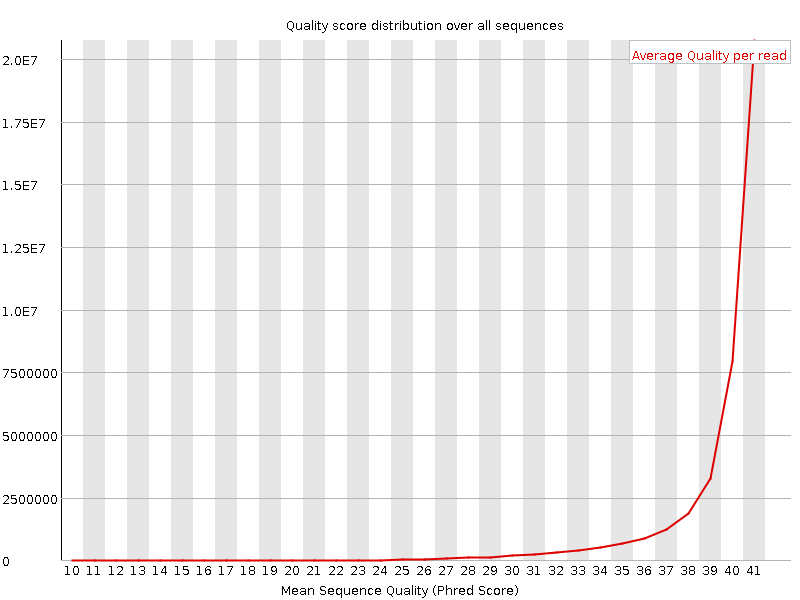 Quality score distribution over all sequences
Average Quality per read
2.0E7
1.75E7
1.5E7
1.25E7
1.0E7
7500000
5000000
2500000
0
10 11 12 13 14 15 16 17 18 19 20 21 22 23 24 25 26 27 28 29 30 31 32 33 34 35 36 37 38 39 40 41
Mean Sequence Quality (Phred Score)